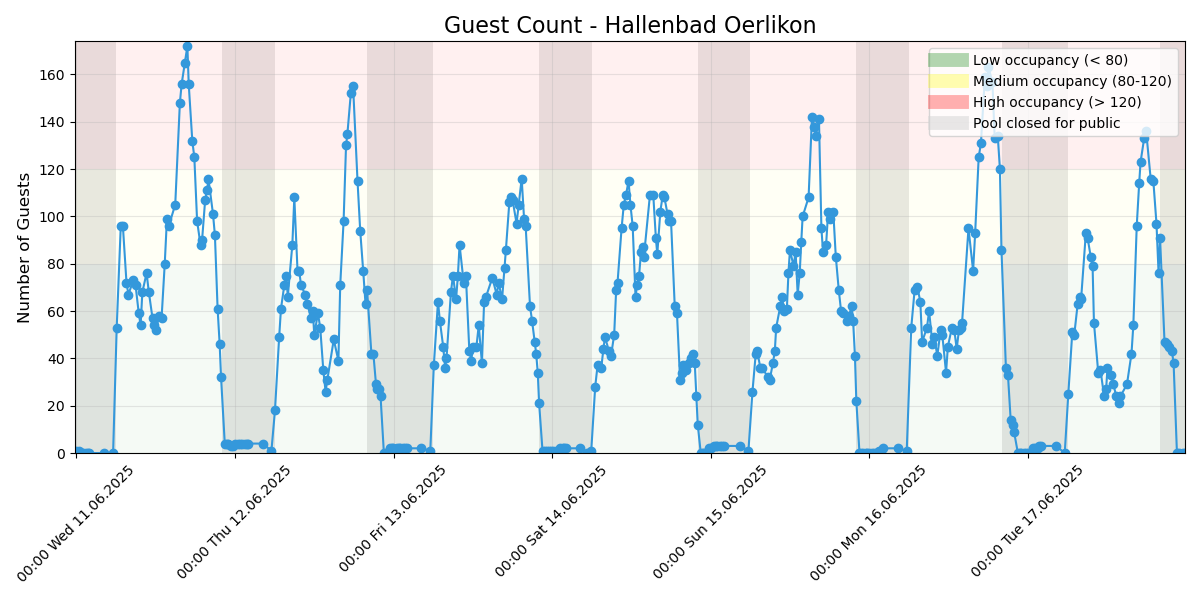 Guest Count - Hallenbad Oerlikon
Number of Guests
160
140
120
100
80
60
40
20
0
Low occupancy (< 80)
Medium occupancy (80-120)
High occupancy (> 120)
Pool closed for public
00:00 Wed 11.06.2025
00:00 Thu 12.06.2025
00:00 Fri 13.06.2025
00:00 Sat 14.06.2025
00:00 Sun 15.06.2025
00:00 Mon 16.06.2025
00:00 Tue 17.06.2025